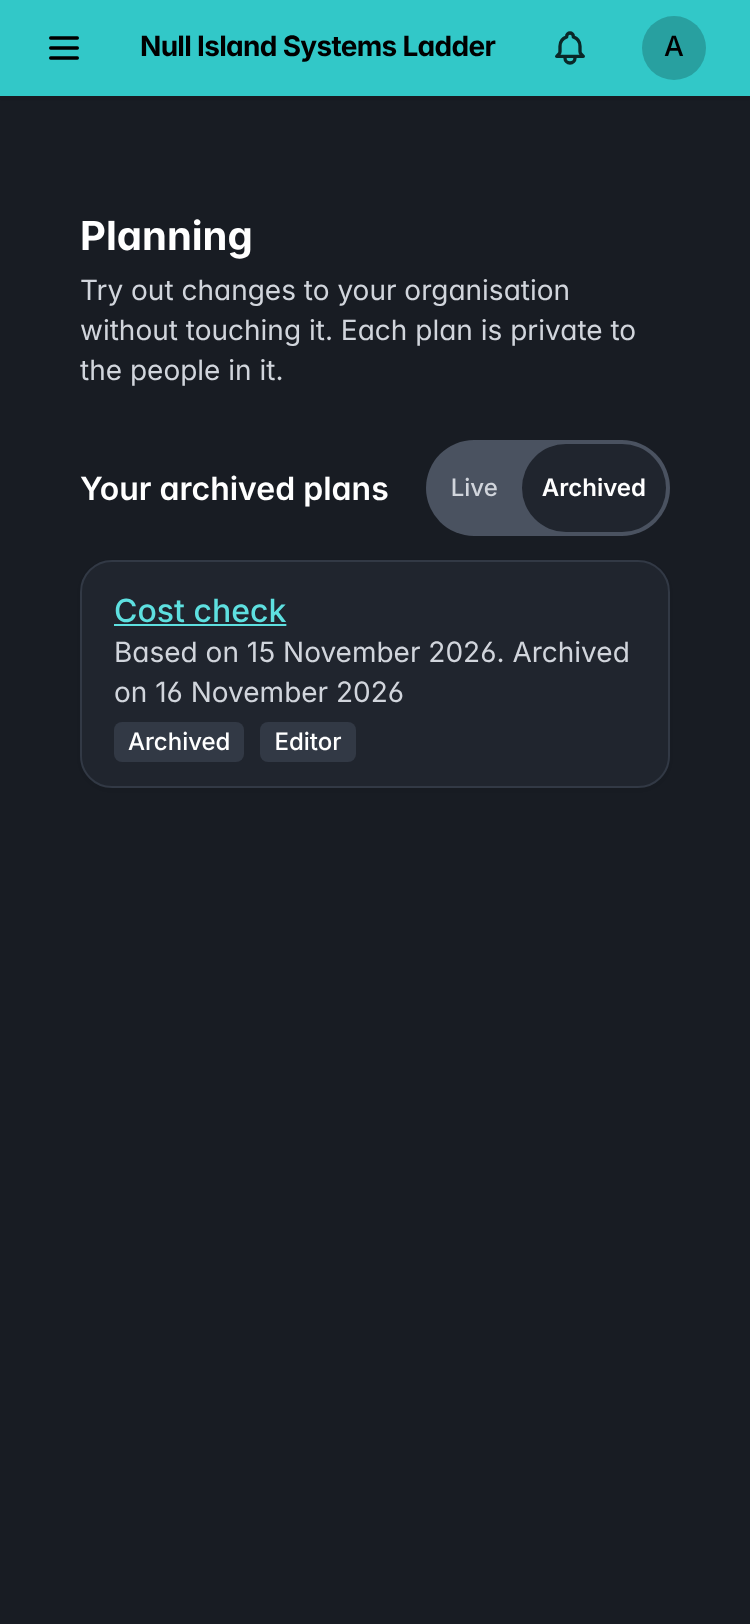 Null Island Systems Ladder
A
Planning
Try out changes to your organisation
without touching it. Each plan is private to
the people in it.
Your archived plans
Live
Archived
Cost check
Based on 15 November 2026. Archived
on 16 November 2026
Archived
Editor